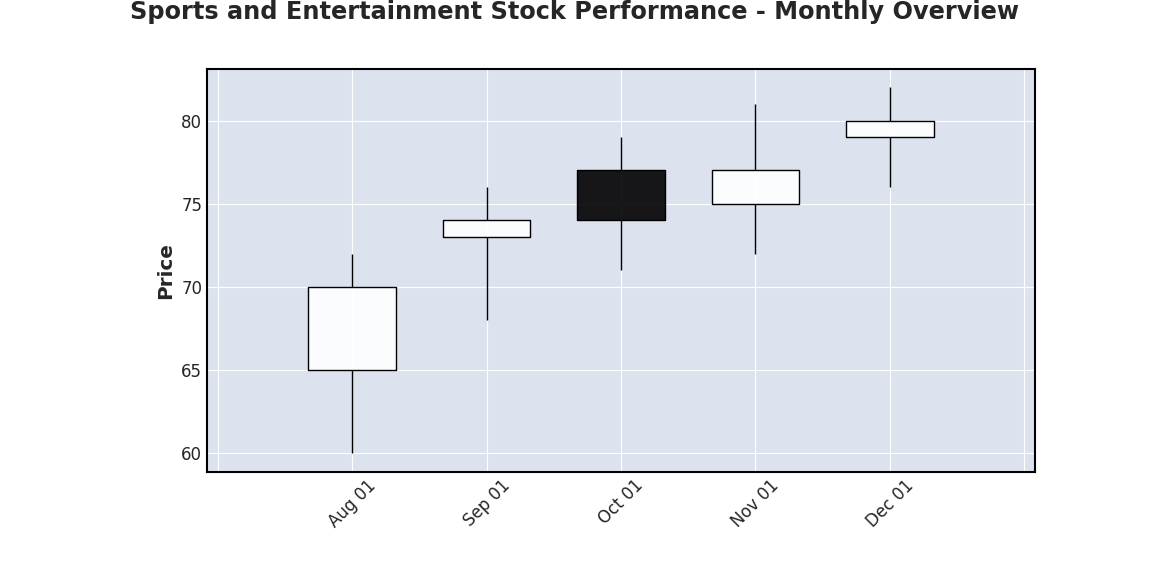 Sports and Entertainment Stock Performance - Monthly Overview
Price
80
75
70
65
60
Aug 01
Sep 01
Oct 01
Nov 01
Dec 01